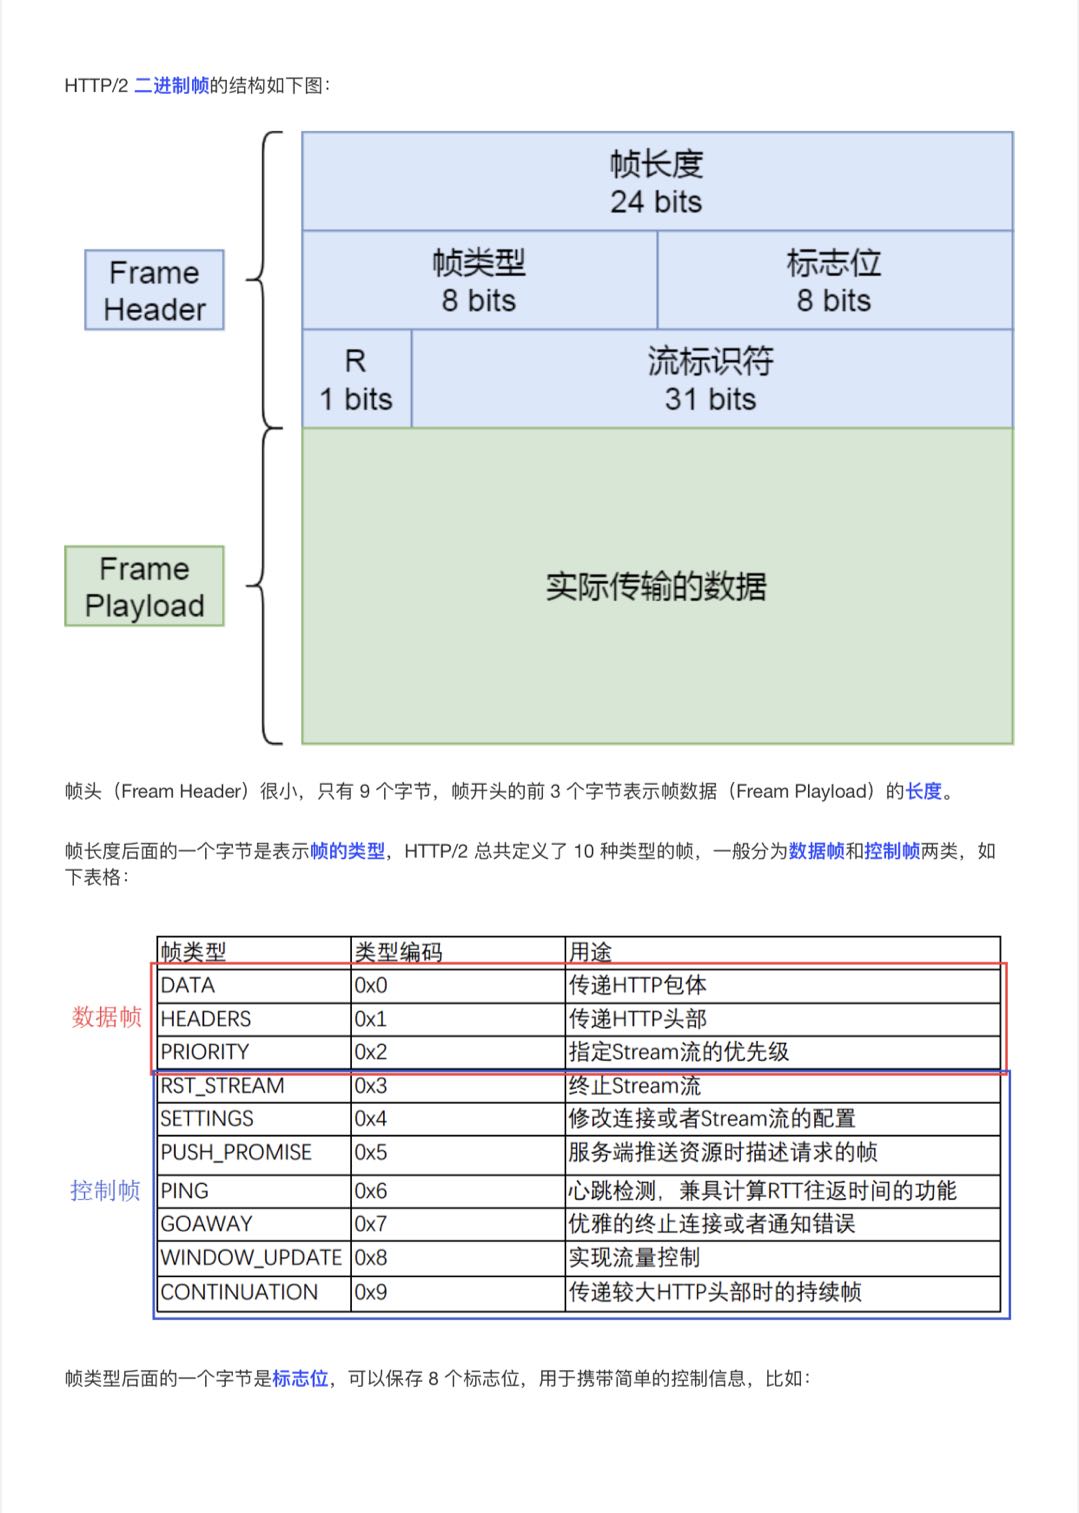 HTTP/2 二进制帧的结构如下图：
帧长度
24 bits
Frame
Header
帧类型
8 bits
标志位
8 bits
R
1 bits
流标识符
31 bits
Frame
Playload
实际传输的数据
帧头（Fream Header）很小，只有 9 个字节，帧开头的前 3 个字节表示帧数据（Fream Playload）的长度。
帧长度后面的一个字节是表示帧的类型，HTTP/2 总共定义了 10 种类型的帧，一般分为数据帧和控制帧两类，如
下表格：
帧类型 类型编码 用途
数据帧
DATA 0x0 传递HTTP包体
HEADERS 0x1 传递HTTP头部
PRIORITY 0x2 指定Stream流的优先级
控制帧
RST_STREAM 0x3 终止Stream流
SETTINGS 0x4 修改连接或者Stream流的配置
PUSH_PROMISE 0x5 服务端推送资源时描述请求的帧
PING 0x6 心跳检测，兼具计算RTT往返时间的功能
GOAWAY 0x7 优雅的终止连接或者通知错误
WINDOW_UPDATE 0x8 实现流量控制
CONTINUATION 0x9 传递较大HTTP头部时的持续帧
帧类型后面的一个字节是标志位，可以保存 8 个标志位，用于携带简单的控制信息，比如：